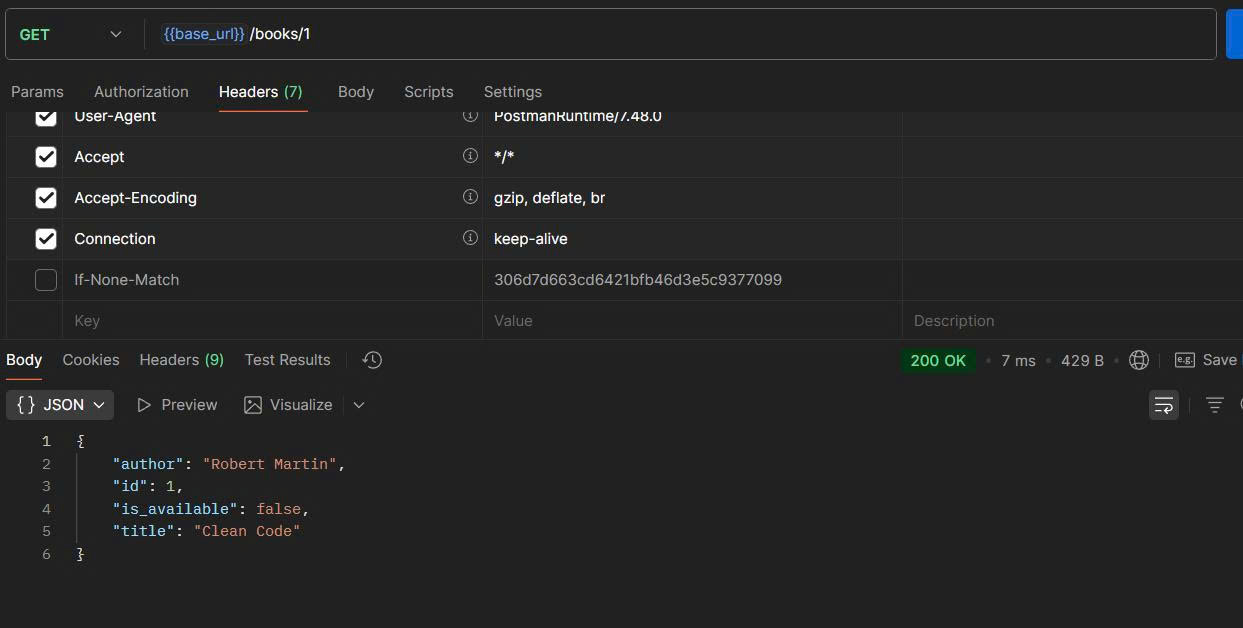 GET {{base_url}} /books/1
Params Authorization Headers (7) Body Scripts Settings
User-Agent PostmanRuntime/7.48.0
Accept */*
Accept-Encoding gzip, deflate, br
Connection keep-alive
If-None-Match 306d7d663cd6421bfb46d3e5c9377099
Key Value Description
Body Cookies Headers (9) Test Results 200 OK • 7 ms • 429 B • e.g. Save
{} JSON Preview Visualize
1 {
2 "author": "Robert Martin",
3 "id": 1,
4 "is_available": false,
5 "title": "Clean Code"
6 }